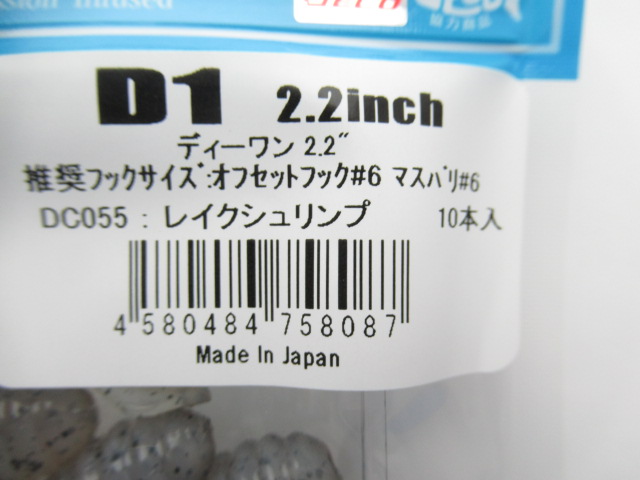 D1 2.2inch
ディーワン 2.2"
推奨フックサイズ:オフセットフック#6 マスバリ#6
DC055 : レイクシュリンプ 10本入
4 580484 758087
Made In Japan